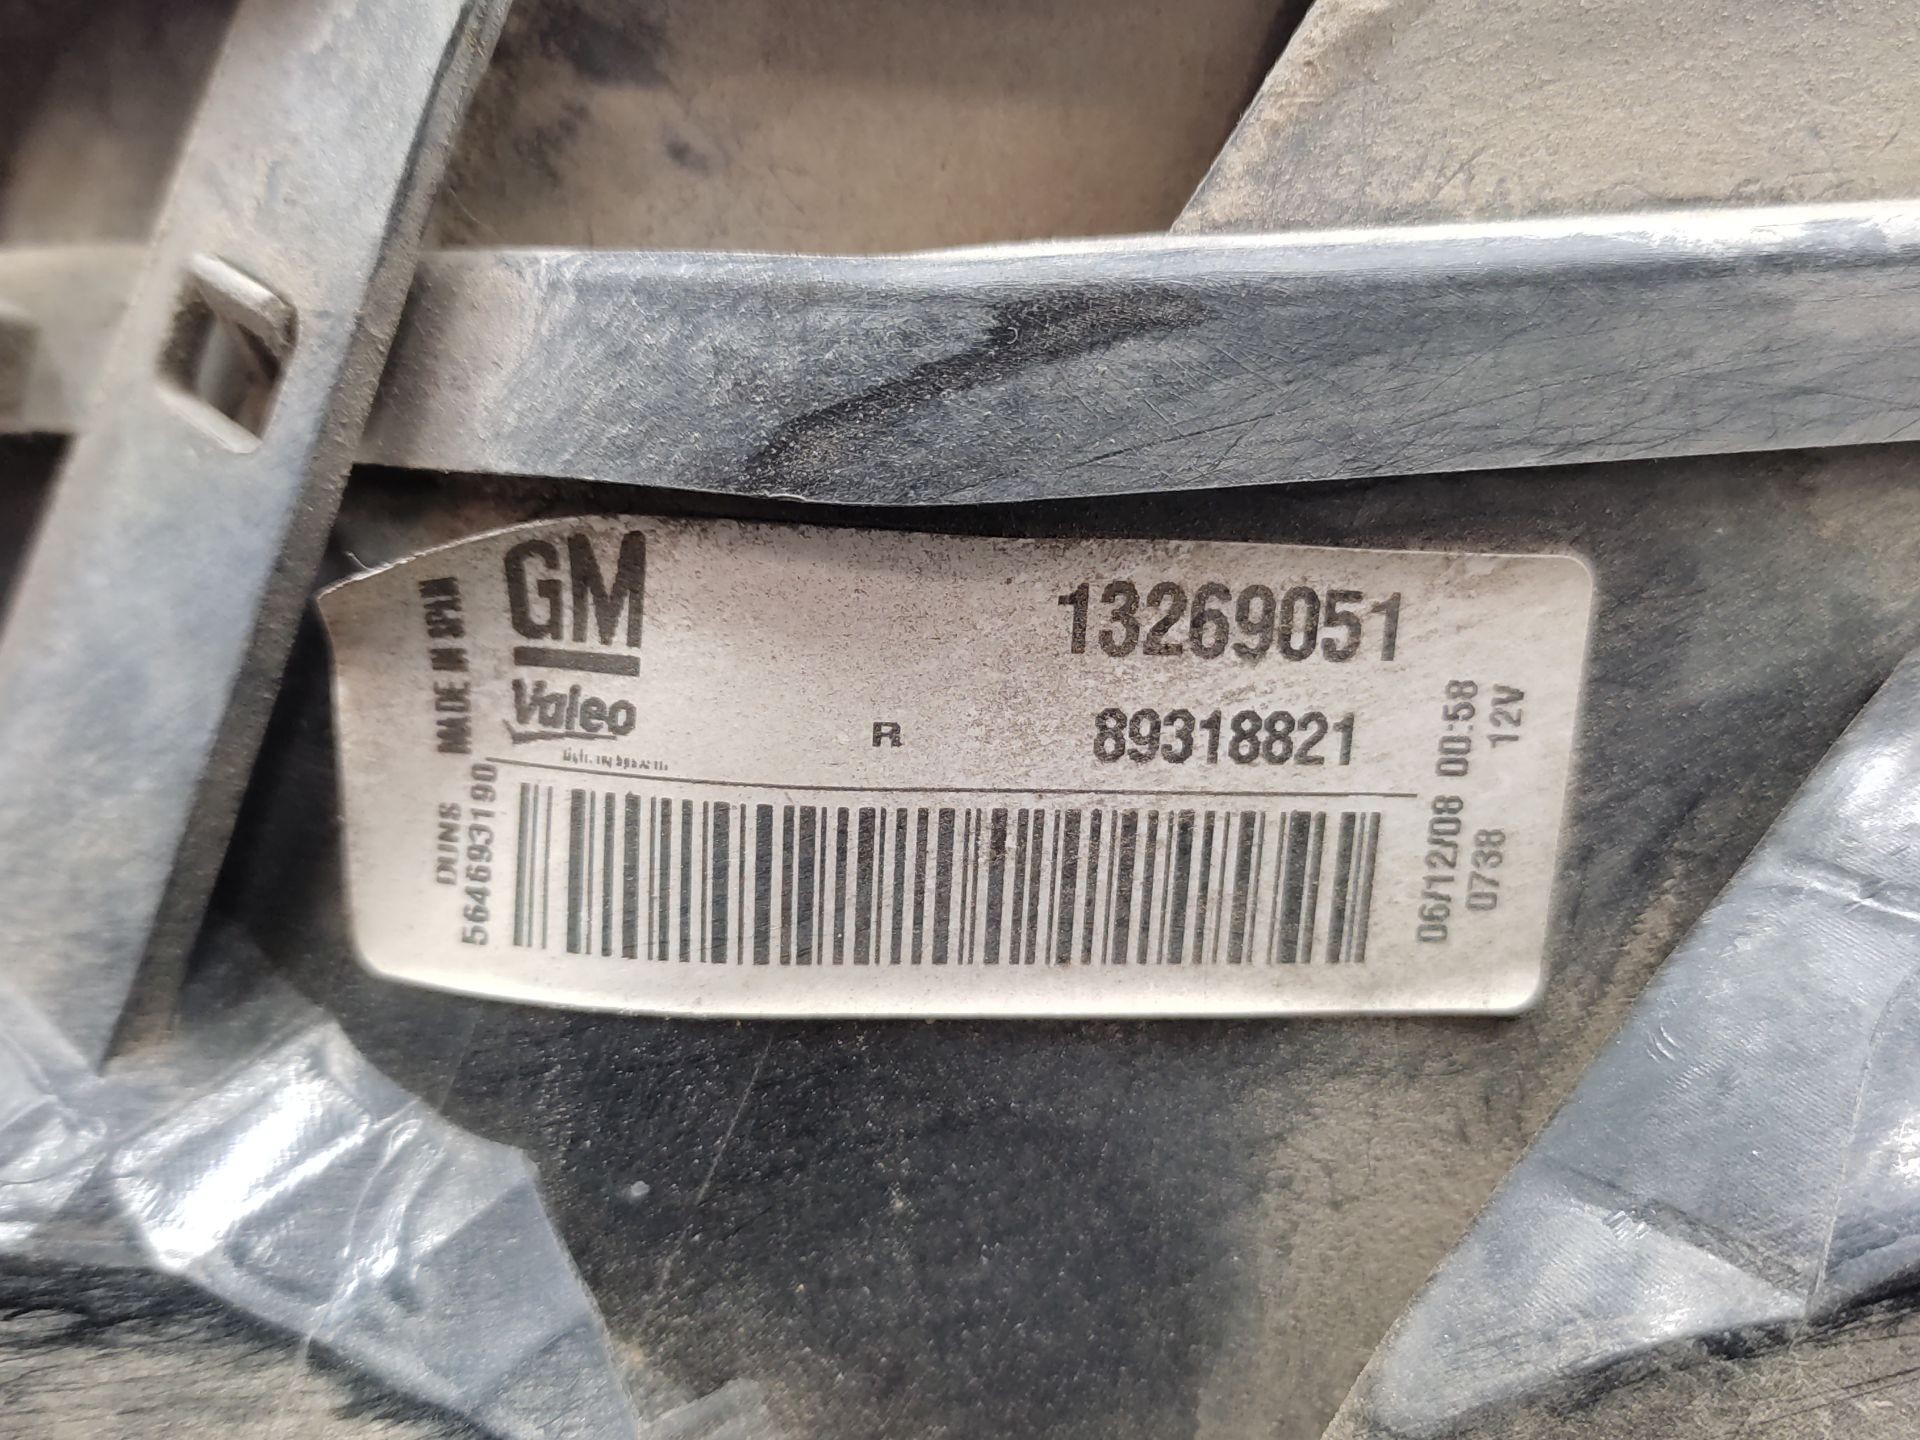 GM
13269051
Valeo
R
89318821
MADE IN SPAIN
DUNS
564693190
06/12/08 00:58
0738 12V